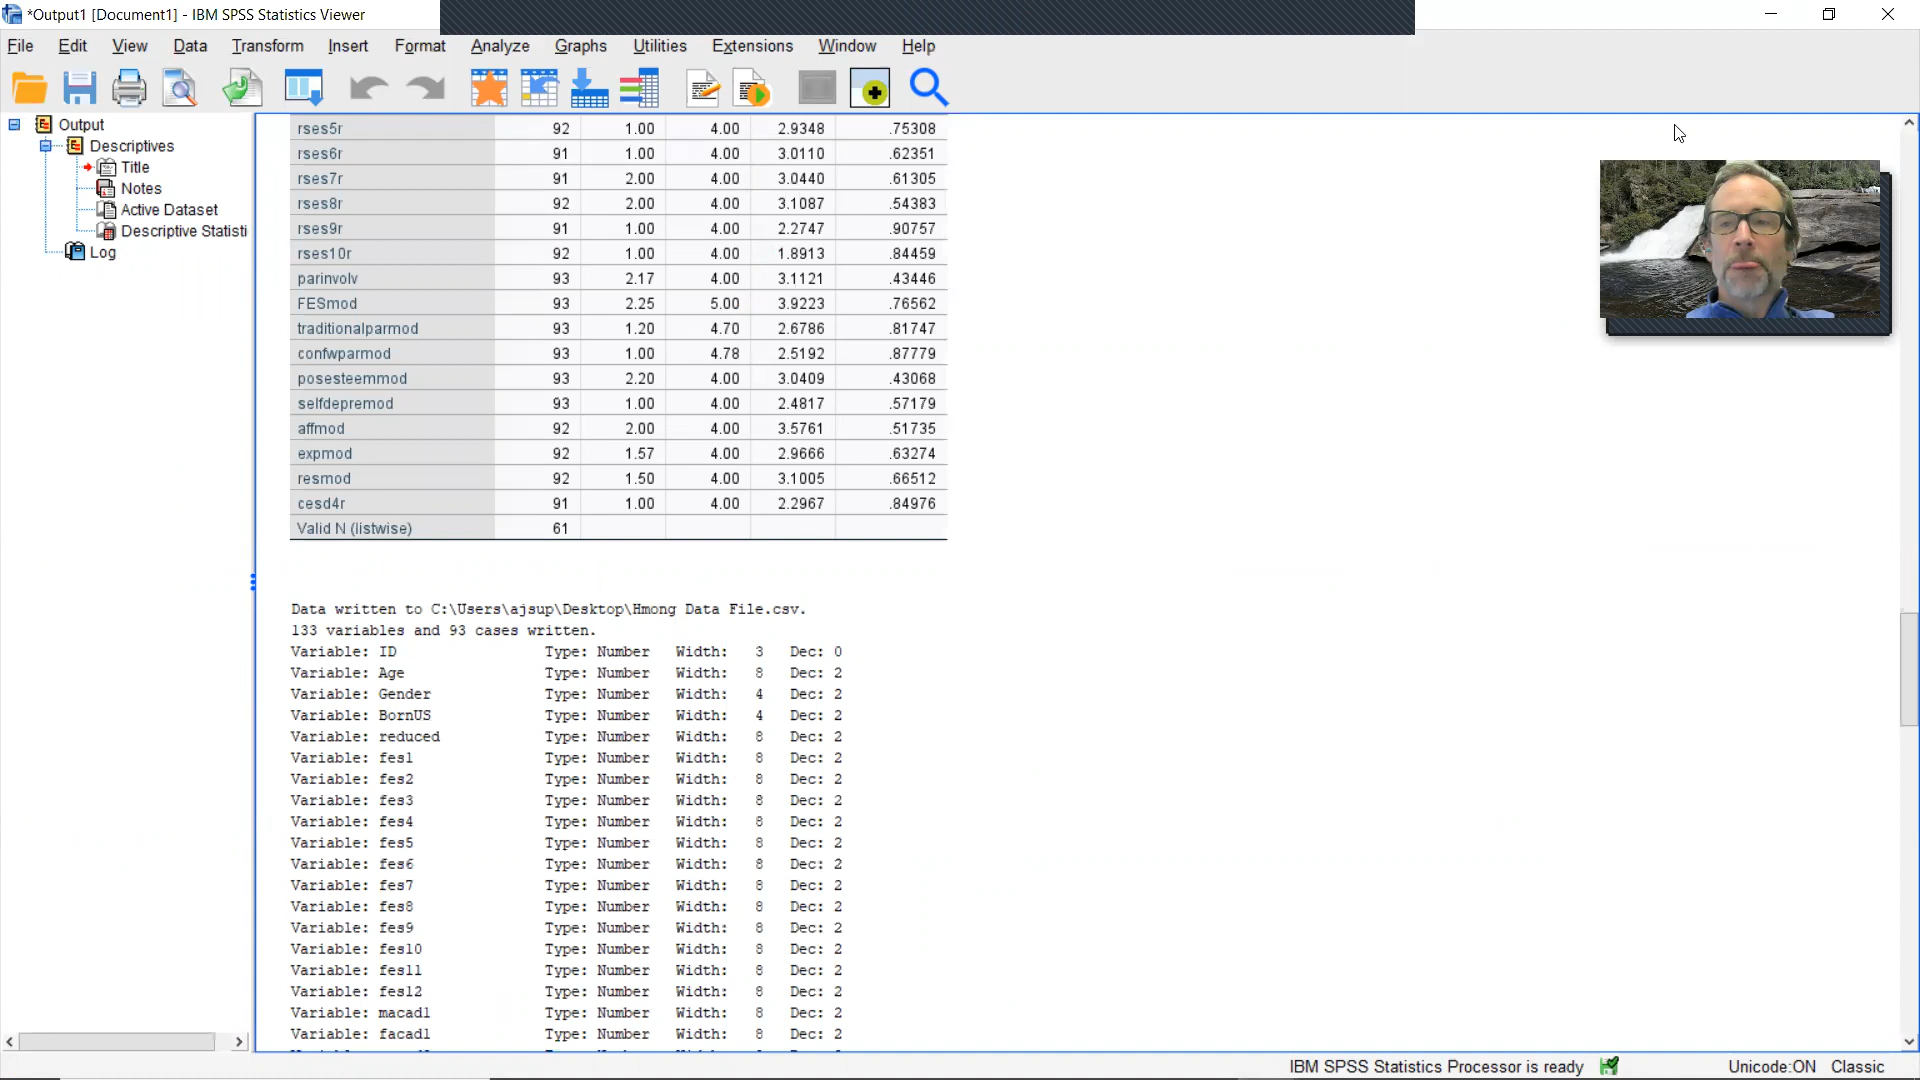 *Output1 [Document1] - IBM SPSS Statistics Viewer
File Edit View Data Transform Insert Format Analyze Graphs Utilities Extensions Window Help
Output
Descriptives
Title
Notes
Active Dataset
Descriptive Statisti
Log
rses5r 92 1.00 4.00 2.9348 .75308
rses6r 91 1.00 4.00 3.0110 .62351
rses7r 91 2.00 4.00 3.0440 .61305
rses8r 92 2.00 4.00 3.1087 .54383
rses9r 91 1.00 4.00 2.2747 .90757
rses10r 92 1.00 4.00 1.8913 .84459
parinvolv 93 2.17 4.00 3.1121 .43446
FESmod 93 2.25 5.00 3.9223 .76562
traditionalparmod 93 1.20 4.70 2.6786 .81747
confwparmod 93 1.00 4.78 2.5192 .87779
posesteemmod 93 2.20 4.00 3.0409 .43068
selfdepremod 93 1.00 4.00 2.4817 .57179
affmod 92 2.00 4.00 3.5761 .51735
expmod 92 1.57 4.00 2.9666 .63274
resmod 92 1.50 4.00 3.1005 .66512
cesd4r 91 1.00 4.00 2.2967 .84976
Valid N (listwise) 61
Data written to C:\Users\ajsup\Desktop\Hmong Data File.csv.
133 variables and 93 cases written.
Variable: ID Type: Number Width: 3 Dec: 0
Variable: Age Type: Number Width: 8 Dec: 2
Variable: Gender Type: Number Width: 4 Dec: 2
Variable: BornUS Type: Number Width: 4 Dec: 2
Variable: reduced Type: Number Width: 8 Dec: 2
Variable: fes1 Type: Number Width: 8 Dec: 2
Variable: fes2 Type: Number Width: 8 Dec: 2
Variable: fes3 Type: Number Width: 8 Dec: 2
Variable: fes4 Type: Number Width: 8 Dec: 2
Variable: fes5 Type: Number Width: 8 Dec: 2
Variable: fes6 Type: Number Width: 8 Dec: 2
Variable: fes7 Type: Number Width: 8 Dec: 2
Variable: fes8 Type: Number Width: 8 Dec: 2
Variable: fes9 Type: Number Width: 8 Dec: 2
Variable: fes10 Type: Number Width: 8 Dec: 2
Variable: fes11 Type: Number Width: 8 Dec: 2
Variable: fes12 Type: Number Width: 8 Dec: 2
Variable: macad1 Type: Number Width: 8 Dec: 2
Variable: facad1 Type: Number Width: 8 Dec: 2
IBM SPSS Statistics Processor is ready Unicode:ON Classic